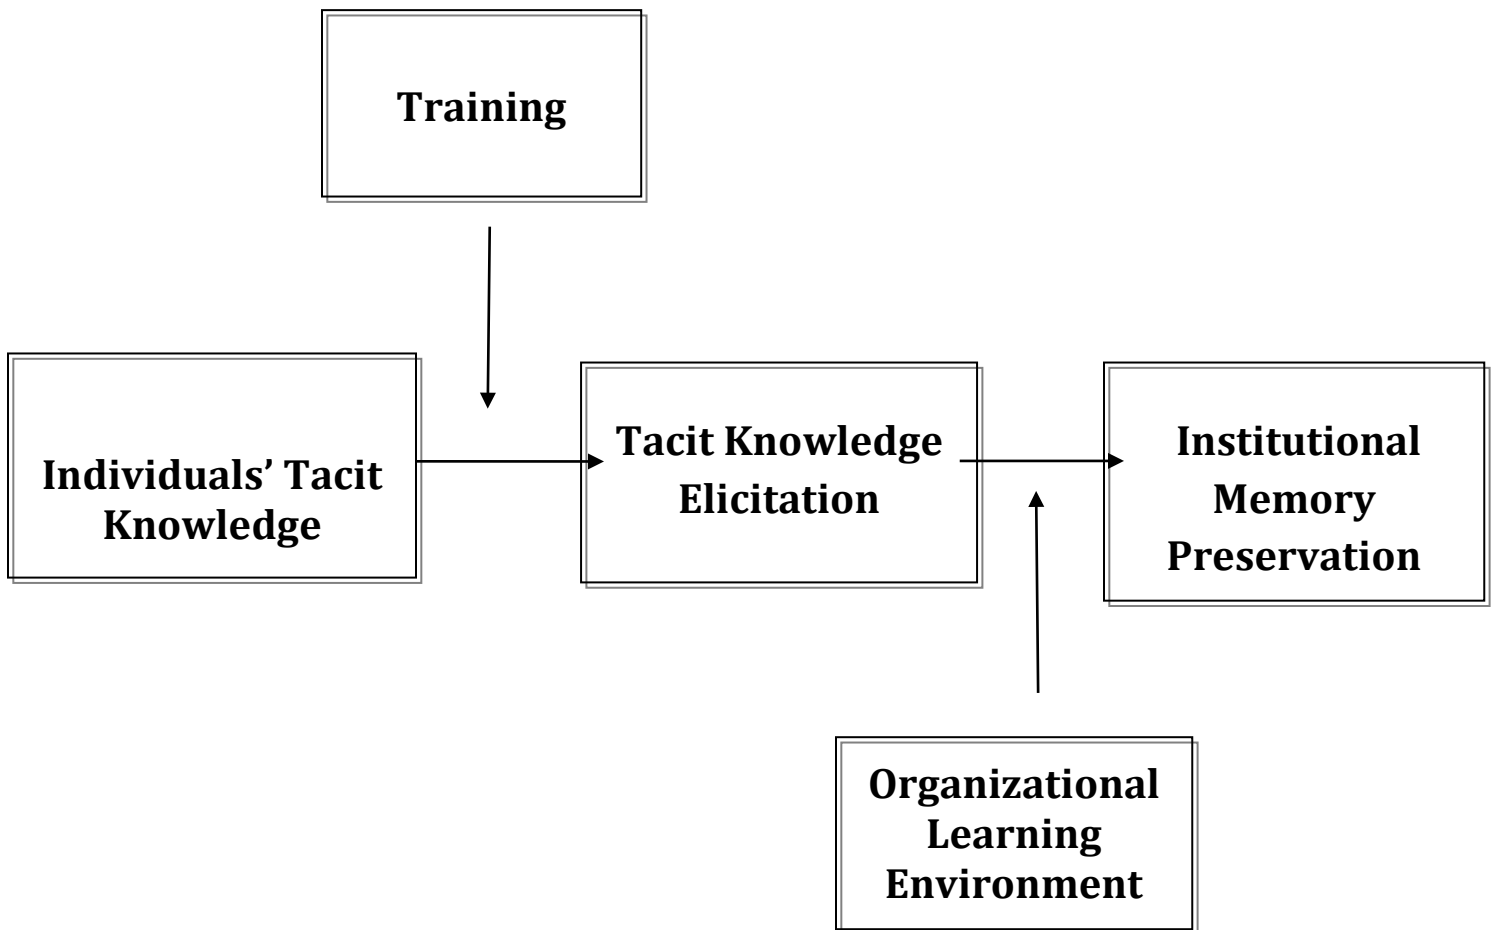 Training
Individuals’ Tacit
Knowledge
Tacit Knowledge
Elicitation
Institutional
Memory
Preservation
Organizational
Learning
Environment